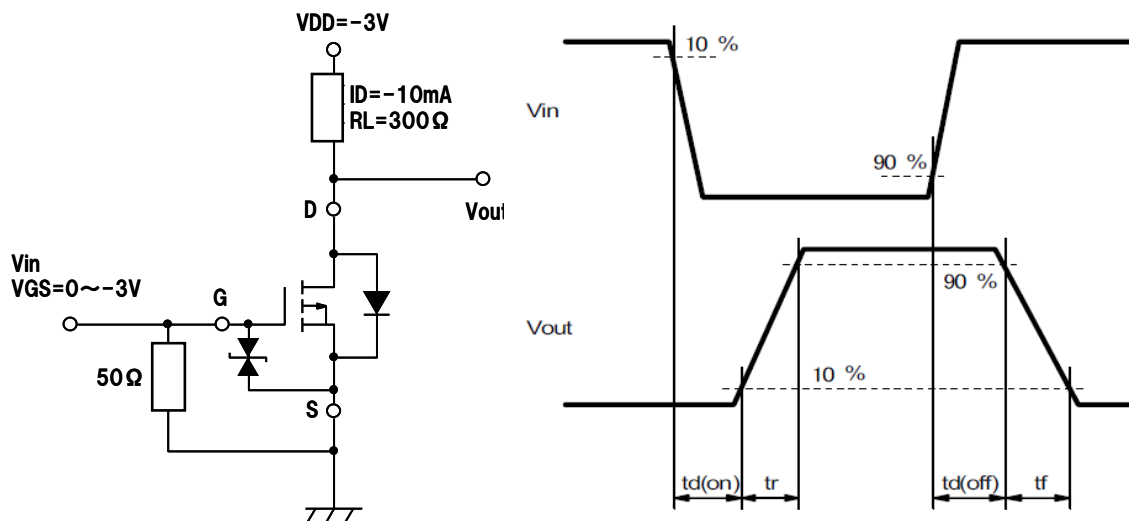 VDD=-3V
ID=-10mA
RL=300Ω
D
Vout
Vin
VGS=0~-3V
G
50Ω
S
10 %
Vin
90 %
90 %
Vout
10 %
td(on)
tr
td(off)
tf